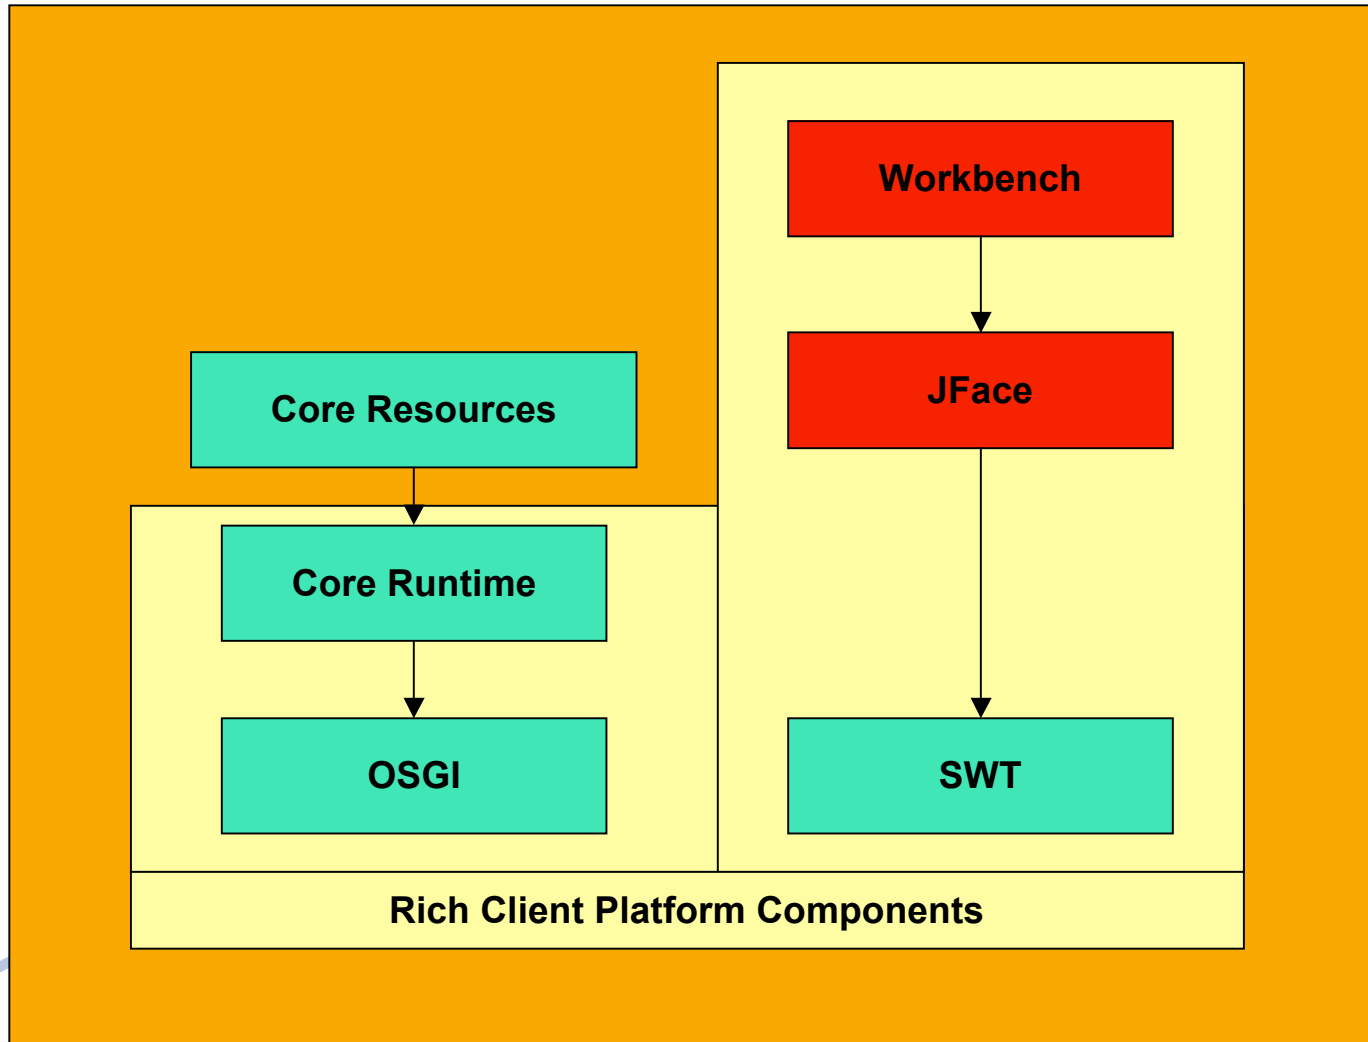 Workbench
JFace
Core Resources
Core Runtime
OSGI
SWT
Rich Client Platform Components